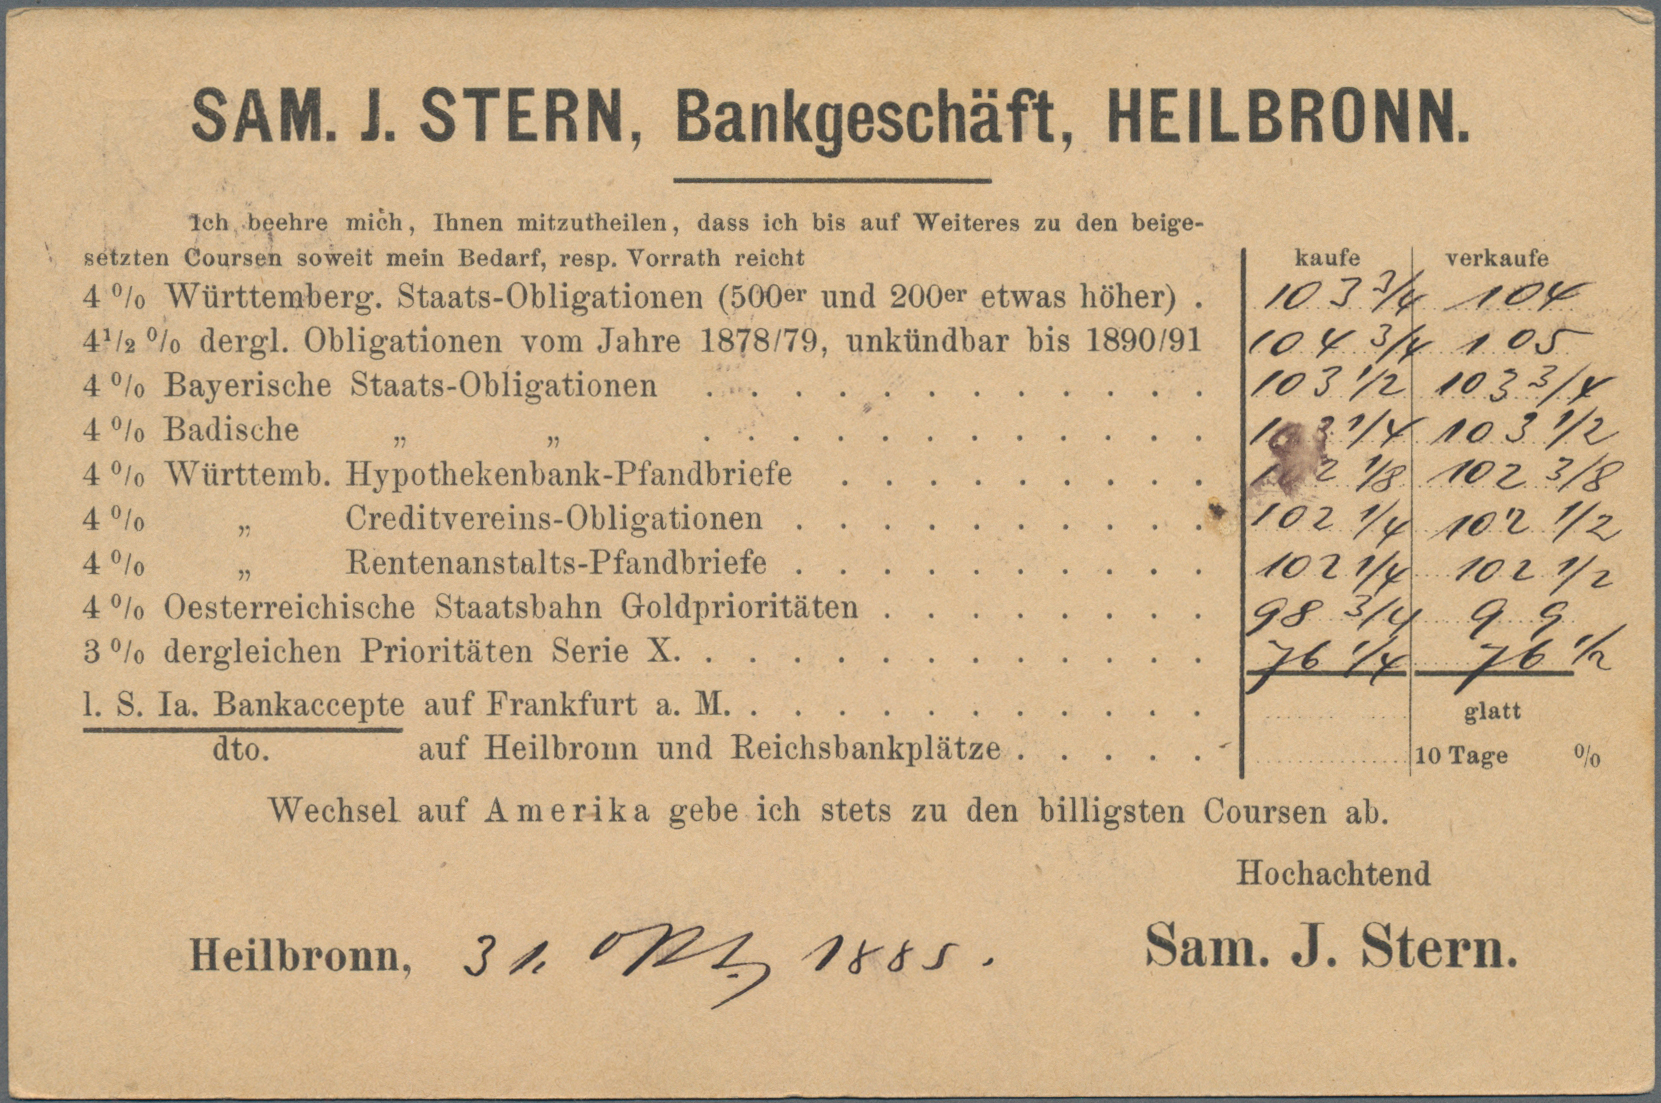 SAM. J. STERN, Bankgeschäft, HEILBRONN.
Ich beehre mich, Ihnen mitzutheilen, dass ich bis auf Weiteres zu den beige-
setzten Coursen soweit mein Bedarf, resp. Vorrath reicht kaufe verkaufe
4 % Württemberg. Staats-Obligationen (500er und 200er etwas höher) . 103 3/4 104
4 1/2 % dergl. Obligationen vom Jahre 1878/79, unkündbar bis 1890/91 104 3/4 105
4 % Bayerische Staats-Obligationen . . . . . . . . . . . . 103 1/2 103 3/4
4 % Badische „ „ . . . . . . . . . . . . 103 1/4 103 1/2
4 % Württemb. Hypothekenbank-Pfandbriefe . . . . . . . . . 102 1/8 102 3/8
4 % „ Creditvereins-Obligationen . . . . . . . . . . 102 1/4 102 1/2
4 % „ Rentenanstalts-Pfandbriefe . . . . . . . . . . 102 1/4 102 1/2
4 % Oesterreichische Staatsbahn Goldprioritäten . . . . . . . . 98 3/4 99
3 % dergleichen Prioritäten Serie X. . . . . . . . . . . . . 76 1/4 76 1/2
l. S. Ia. Bankaccepte auf Frankfurt a. M. . . . . . . . . . . . glatt
dto. auf Heilbronn und Reichsbankplätze . . . . . 10 Tage %
Wechsel auf Amerika gebe ich stets zu den billigsten Coursen ab.
Hochachtend
Heilbronn, 31. Okt. 1885. Sam. J. Stern.